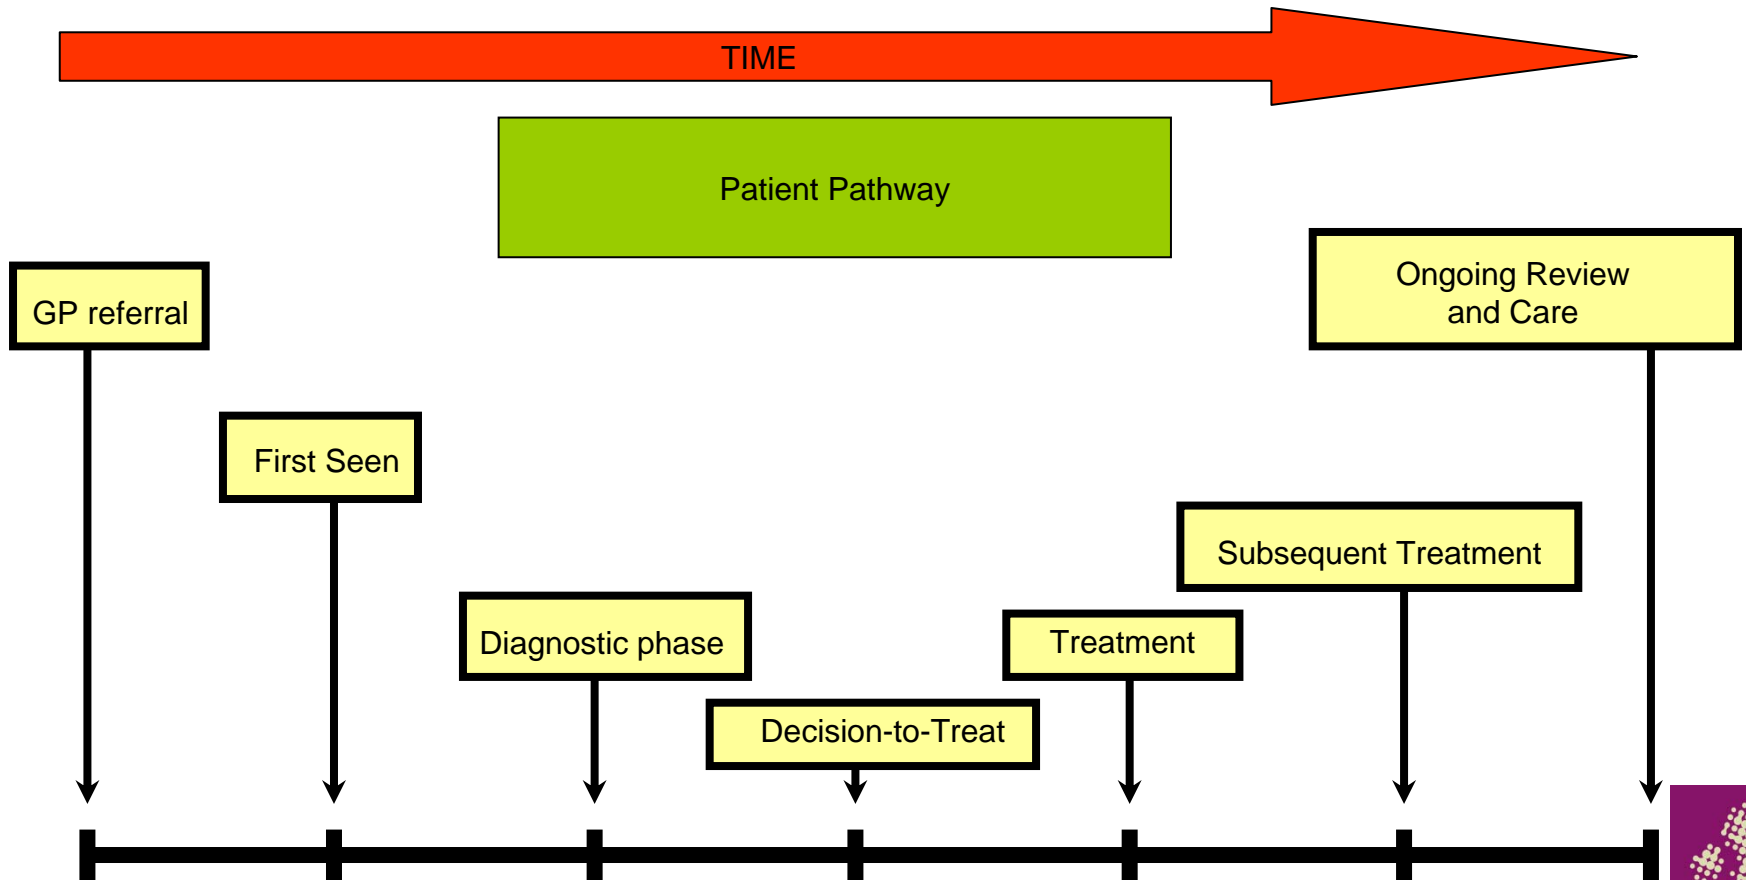 TIME
Patient Pathway
GP referral
Ongoing Review
and Care
First Seen
Subsequent Treatment
Diagnostic phase
Treatment
Decision-to-Treat